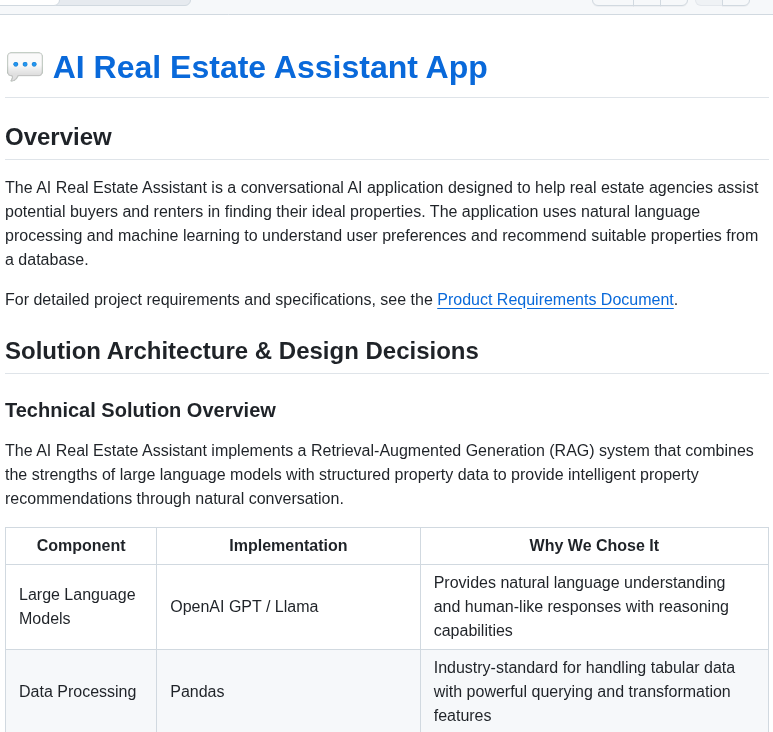 AI Real Estate Assistant App
Overview
The AI Real Estate Assistant is a conversational AI application designed to help real estate agencies assist
potential buyers and renters in finding their ideal properties. The application uses natural language
processing and machine learning to understand user preferences and recommend suitable properties from
a database.
For detailed project requirements and specifications, see the Product Requirements Document.
Solution Architecture & Design Decisions
Technical Solution Overview
The AI Real Estate Assistant implements a Retrieval-Augmented Generation (RAG) system that combines
the strengths of large language models with structured property data to provide intelligent property
recommendations through natural conversation.
Component Implementation Why We Chose It
Large Language
Models
OpenAI GPT / Llama
Provides natural language understanding
and human-like responses with reasoning
capabilities
Data Processing
Pandas
Industry-standard for handling tabular data
with powerful querying and transformation
features